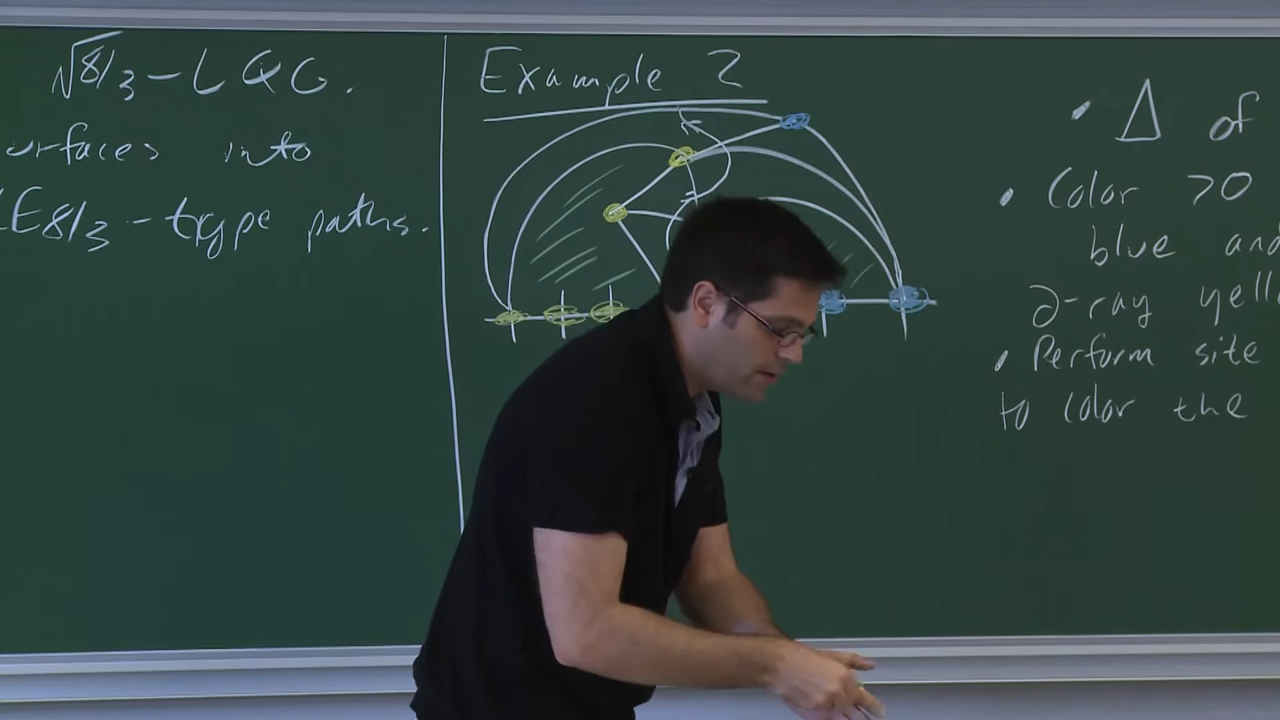 √8/3 - LQG.
urfaces into
LE8/3 - type paths.
Example 2
• Δ of
• Color >0
blue and
∂-ray yell
• Perform site
to color the